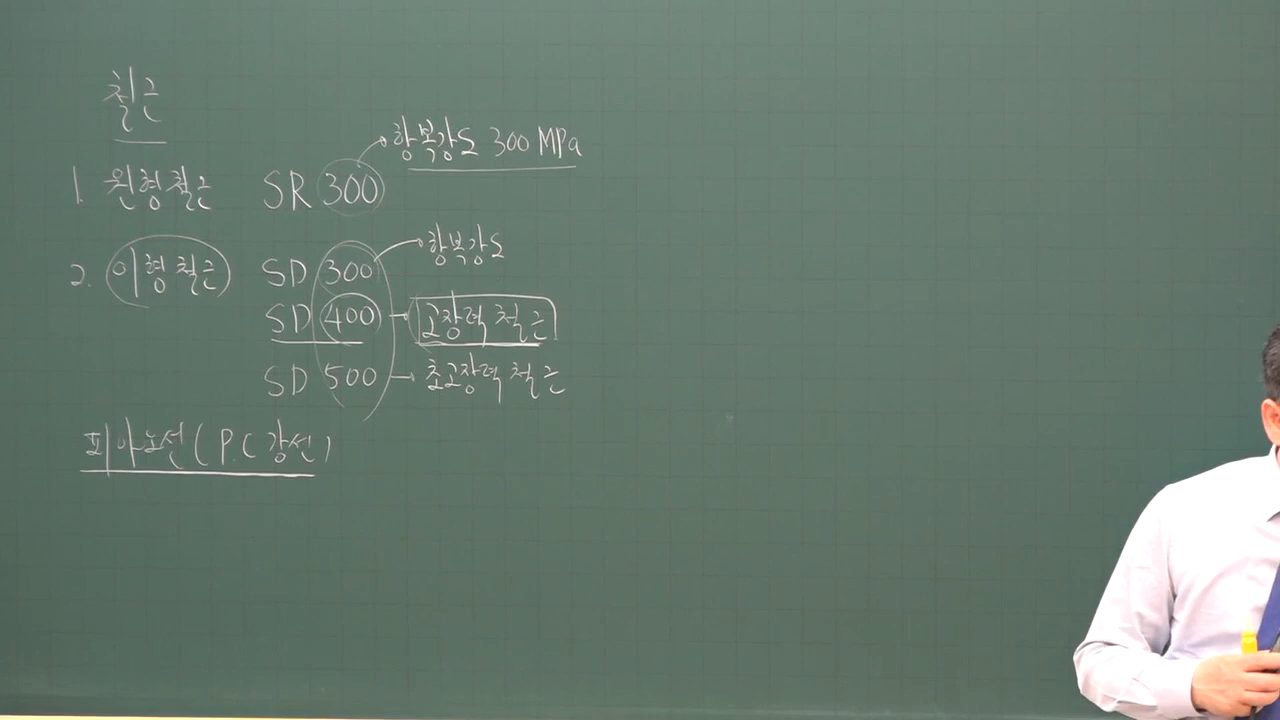 철근
항복강도 300 MPa
1. 원형철근 SR 300
항복강도
2. 이형철근 SD 300
SD 400 고장력 철근
SD 500 초고장력 철근
피아노선 (P.C 강선)